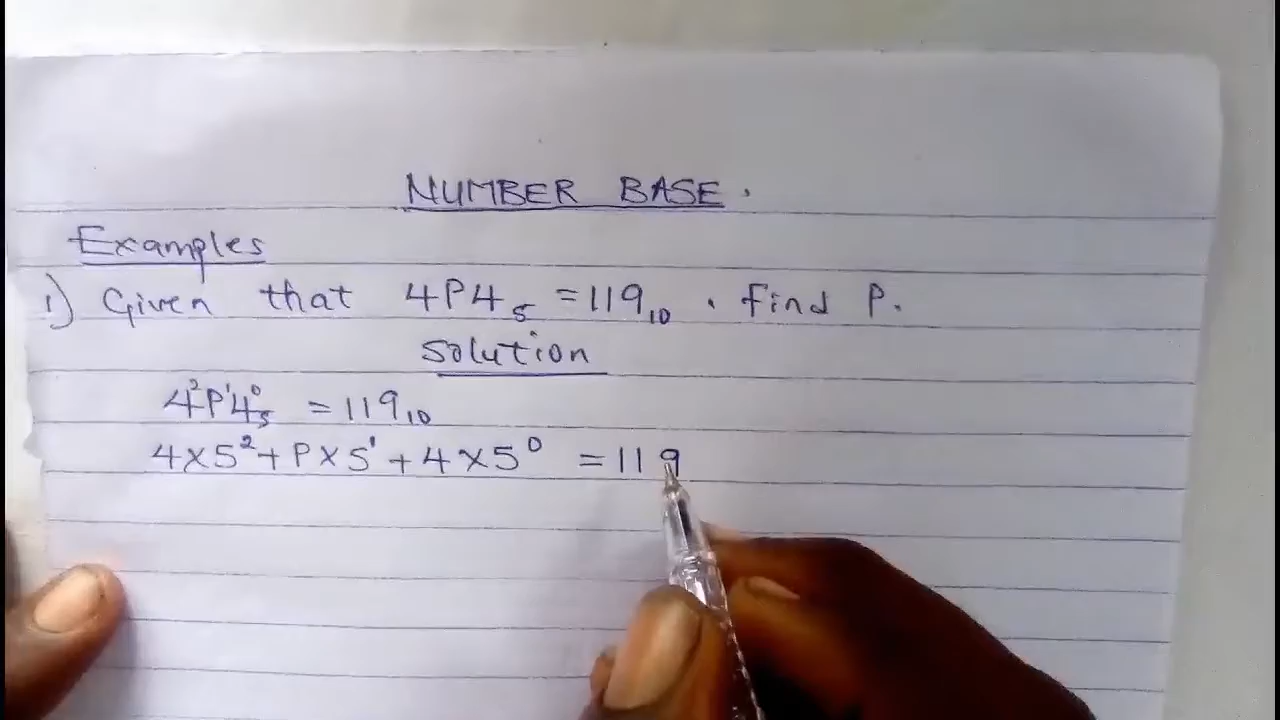 NUMBER BASE.
Examples
1) Given that 4P4₅ = 119₁₀. Find P.
Solution
4²P¹4⁰₅ = 119₁₀
4×5²+P×5¹+4×5⁰ = 119